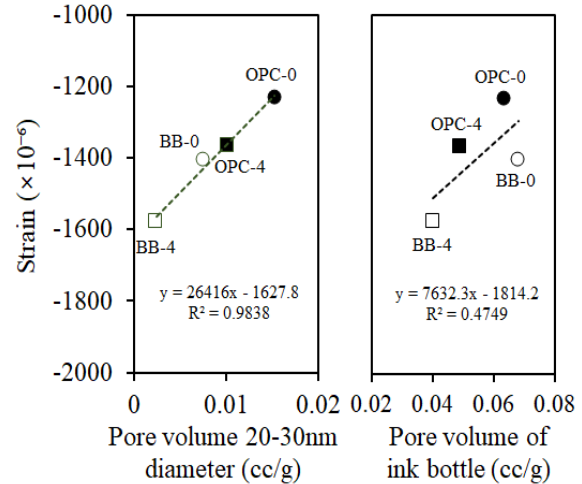 Strain (×10⁻⁶)
-1000
-1200
-1400
-1600
-1800
-2000
OPC-0
BB-0
OPC-4
BB-4
y = 26416x - 1627.8
R² = 0.9838
0
0.01
0.02
Pore volume 20-30nm
diameter (cc/g)
OPC-0
OPC-4
BB-0
BB-4
y = 7632.3x - 1814.2
R² = 0.4749
0.02
0.04
0.06
0.08
Pore volume of
ink bottle (cc/g)